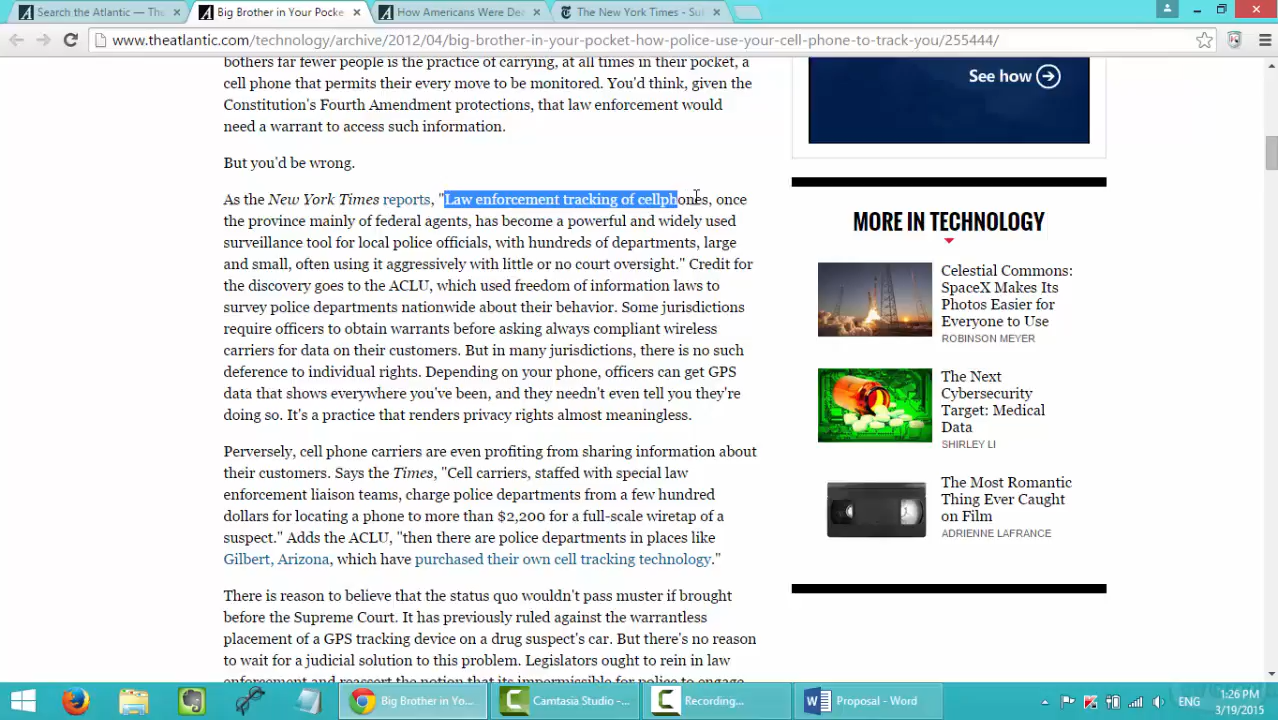 Search the Atlantic — The
Big Brother in Your Pocke
How Americans Were De
The New York Times - Su
www.theatlantic.com/technology/archive/2012/04/big-brother-in-your-pocket-how-police-use-your-cell-phone-to-track-you/255444/
bothers far fewer people is the practice of carrying, at all times in their pocket, a
cell phone that permits their every move to be monitored. You'd think, given the
Constitution's Fourth Amendment protections, that law enforcement would
need a warrant to access such information.
But you'd be wrong.
As the New York Times reports, "Law enforcement tracking of cellphones, once
the province mainly of federal agents, has become a powerful and widely used
surveillance tool for local police officials, with hundreds of departments, large
and small, often using it aggressively with little or no court oversight." Credit for
the discovery goes to the ACLU, which used freedom of information laws to
survey police departments nationwide about their behavior. Some jurisdictions
require officers to obtain warrants before asking always compliant wireless
carriers for data on their customers. But in many jurisdictions, there is no such
deference to individual rights. Depending on your phone, officers can get GPS
data that shows everywhere you've been, and they needn't even tell you they're
doing so. It's a practice that renders privacy rights almost meaningless.
Perversely, cell phone carriers are even profiting from sharing information about
their customers. Says the Times, "Cell carriers, staffed with special law
enforcement liaison teams, charge police departments from a few hundred
dollars for locating a phone to more than $2,200 for a full-scale wiretap of a
suspect." Adds the ACLU, "then there are police departments in places like
Gilbert, Arizona, which have purchased their own cell tracking technology."
There is reason to believe that the status quo wouldn't pass muster if brought
before the Supreme Court. It has previously ruled against the warrantless
placement of a GPS tracking device on a drug suspect's car. But there's no reason
to wait for a judicial solution to this problem. Legislators ought to rein in law
enforcement and reassert the notion that its impermissible for police to engage
See how
MORE IN TECHNOLOGY
Celestial Commons:
SpaceX Makes Its
Photos Easier for
Everyone to Use
ROBINSON MEYER
The Next
Cybersecurity
Target: Medical
Data
SHIRLEY LI
The Most Romantic
Thing Ever Caught
on Film
ADRIENNE LAFRANCE
Big Brother in Yo...
Camtasia Studio -...
Recording...
Proposal - Word
ENG
1:26 PM
3/19/2015